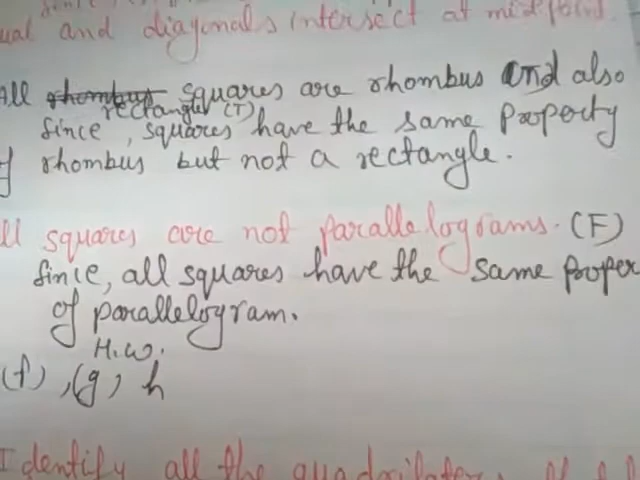 ual and diagonals intersect at midpoint.
All rhombus squares are rhombus and also
rectangle (T)
Since, squares have the same property
of rhombus but not a rectangle.
ll squares are not parallelograms. (F)
Since, all squares have the same proper
of parallelogram.
H.W.
(f), (g), h
Identify all the quadrilater